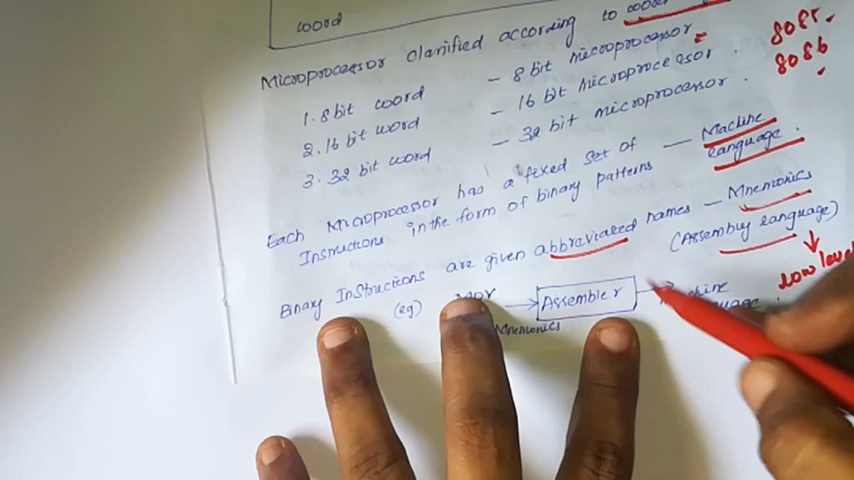 word
Microprocessor clarified according to word
1. 8 bit word - 8 bit microprocessor 8085.
2. 16 bit word - 16 bit microprocessor. 8086
3. 32 bit word - 32 bit microprocessor.
Each Microprocessor has a fixed set of - Machine
Instructions in the form of binary patterns language.
Binary Instructions are given abbreviated names - Mnemonics
(Assembly language)
low level
(eg) Assembler
Mnemonics